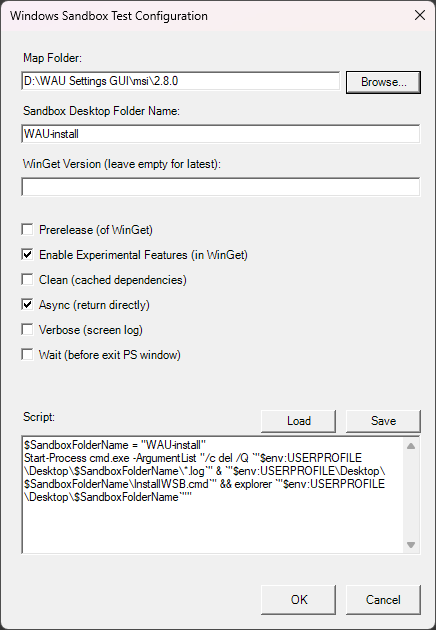 Windows Sandbox Test Configuration
Map Folder:
D:\WAU Settings GUI\msi\2.8.0
Browse...
Sandbox Desktop Folder Name:
WAU-install
WinGet Version (leave empty for latest):
Prerelease (of WinGet)
Enable Experimental Features (in WinGet)
Clean (cached dependencies)
Async (return directly)
Verbose (screen log)
Wait (before exit PS window)
Script:
Load
Save
$SandboxFolderName = "WAU-install"
Start-Process cmd.exe -ArgumentList "/c del /Q `"$env:USERPROFILE
\Desktop\$SandboxFolderName\*.log`" & `"$env:USERPROFILE\Desktop\
$SandboxFolderName\InstallWSB.cmd`" && explorer `"$env:USERPROFILE
\Desktop\$SandboxFolderName`""
OK
Cancel